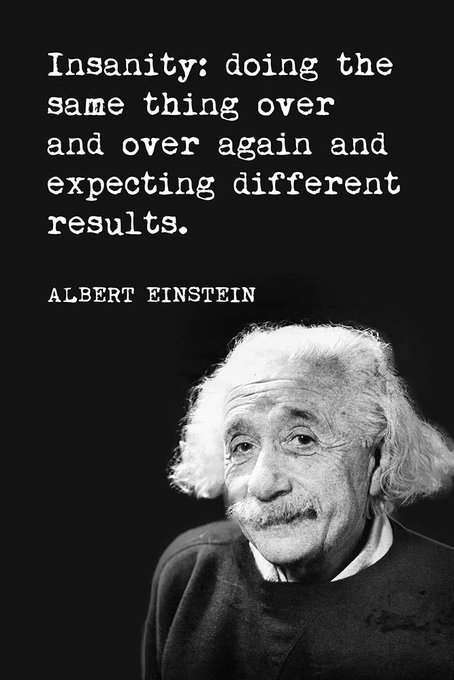 Insanity: doing the
same thing over
and over again and
expecting different
results.
ALBERT EINSTEIN